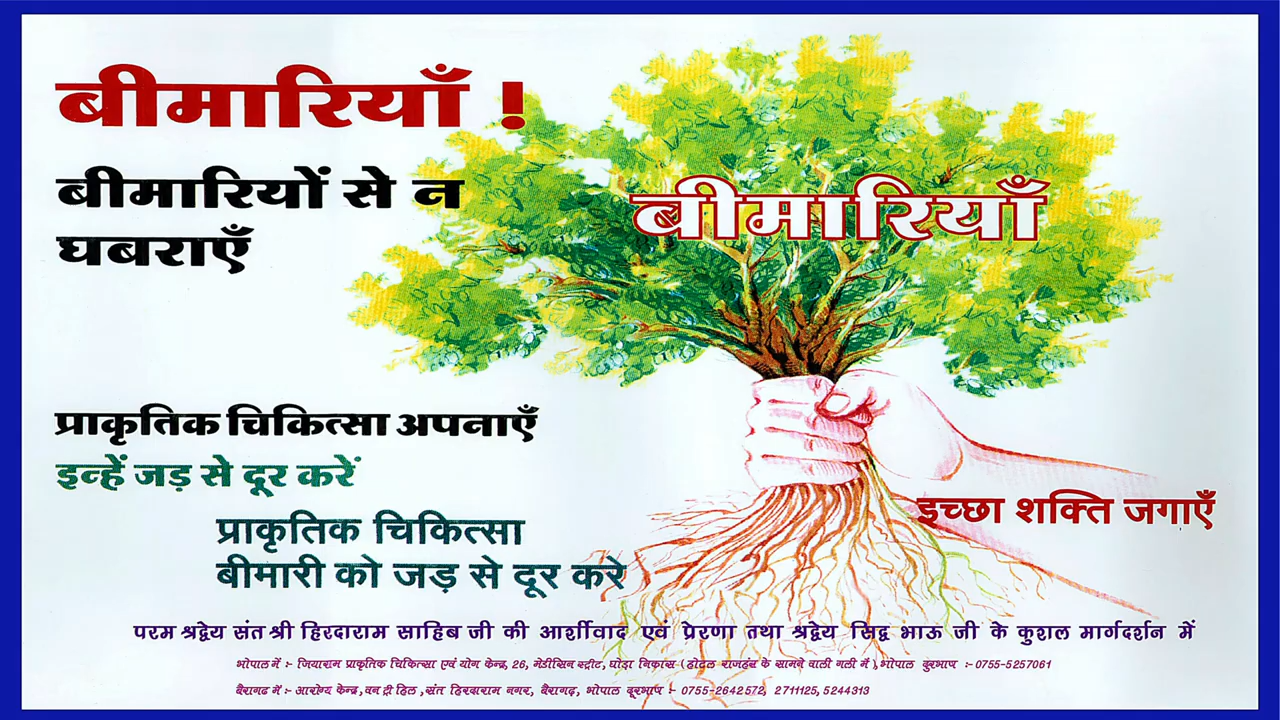 बीमारियाँ !
बीमारियों से न
घबराएँ
बीमारियाँ
प्राकृतिक चिकित्सा अपनाएँ
इन्हें जड़ से दूर करें
इच्छा शक्ति जगाएँ
प्राकृतिक चिकित्सा
बीमारी को जड़ से दूर करे
परम श्रद्वेय संत श्री हिरदाराम साहिब जी की आर्शीवाद एवं प्रेरणा तथा श्रद्वेय सिद्व भाऊ जी के कुशल मार्गदर्शन में
भोपाल में :- जियाराम प्राकृतिक चिकित्सा एवं योग केन्द्र, 26, मेडीसिन स्ट्रीट, घोड़ा निकास (होटल राजहंस के सामने वाली गली में), भोपाल दुरभाष :- 0755-5257061
बैरागढ में :- आरोग्य केन्द्र, वन ट्री हिल, संत हिरदाराम नगर, बैरागढ़, भोपाल दूरभाष :- 0755-2642572, 2711125, 5244313